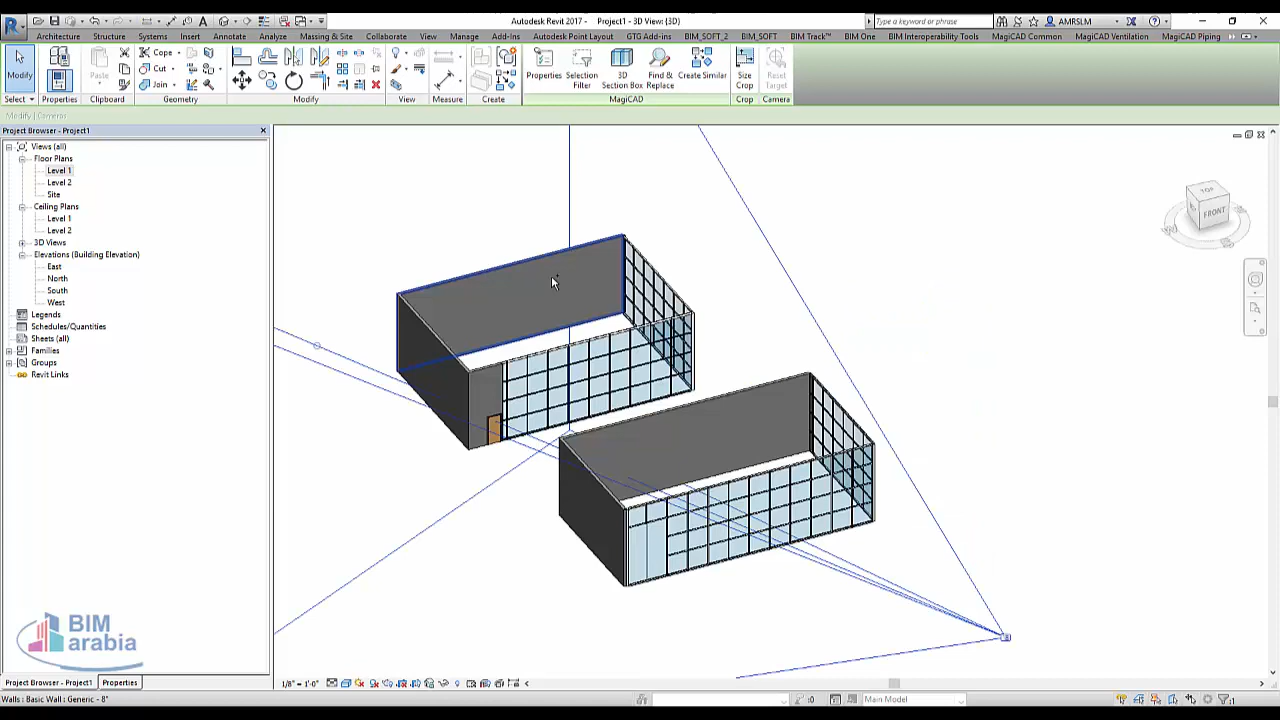 Autodesk Revit 2017 - Project1 - 3D View: {3D}
Type a keyword or phrase
AMRSLM
Architecture Structure Systems Insert Annotate Analyze Massing & Site Collaborate View Manage Add-Ins Autodesk Point Layout GTG Add-ins BIM_SOFT_2 BIM_SOFT BIM Track™ BIM One BIM Interoperability Tools MagiCAD Common MagiCAD Ventilation MagiCAD Piping
Modify
Paste
Cope
Cut
Join
Properties
Selection Filter
3D Section Box
Find & Replace
Create Similar
Size Crop
Reset Target
Select Properties Clipboard Geometry Modify View Measure Create MagiCAD Crop Camera
Modify | Cameras
Project Browser - Project1
Views (all)
Floor Plans
Level 1
Level 2
Site
Ceiling Plans
Level 1
Level 2
3D Views
Elevations (Building Elevation)
East
North
South
West
Legends
Schedules/Quantities
Sheets (all)
Families
Groups
Revit Links
TOP
FRONT
BIM
arabia
Project Browser - Project1 Properties
1/8" = 1'-0"
Walls : Basic Wall : Generic - 8"
:0
Main Model
:1